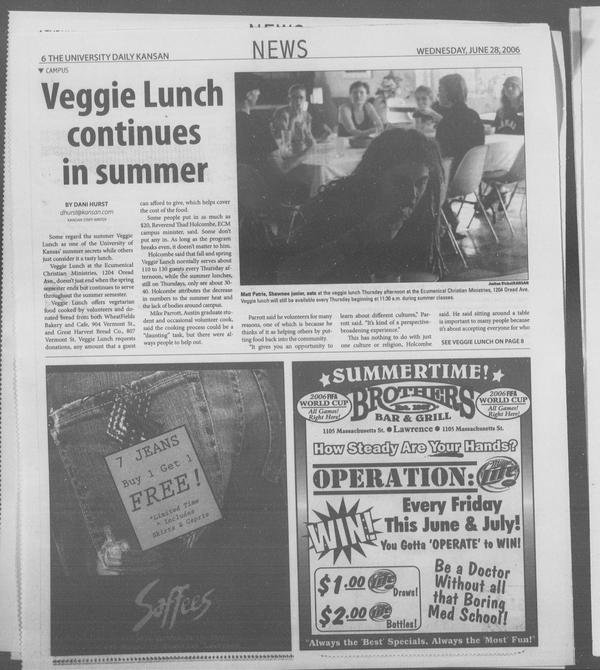 NEWS
6 THE UNIVERSITY DAILY KANSAN
NEWS
WEDNESDAY, JUNE 28, 2006
▼ CAMPUS
Veggie Lunch
continues
in summer
BY DANI HURST
dhurst@kansan.com
KANSAN STAFF WRITER
Some regard the summer Veggie
Lunch as one of the University of
Kansas' summer secrets while others
just consider it a tasty lunch.
Veggie Lunch at the Ecumenical
Christian Ministries, 1204 Oread
Ave., doesn't just end when the spring
semester ends but continues to serve
throughout the summer semester.
Veggie Lunch offers vegetarian
food cooked by volunteers and do-
nated bread from both WheatFields
Bakery and Cafe, 904 Vermont St.,
and Great Harvest Bread Co., 807
Vermont St. Veggie Lunch requests
donations, any amount that a guest
can afford to give, which helps cover
the cost of the food.
Some people put in as much as
$20, Reverend Thad Holcombe, ECM
campus minister, said. Some don't
put any in. As long as the program
breaks even, it doesn't matter to him.
Holcombe said that fall and spring
Veggie Lunch normally serves about
110 to 130 guests every Thursday af-
ternoon, while the summer lunches,
still on Thursdays, only see about 30-
40. Holcombe attributes the decrease
in numbers to the summer heat and
the lack of bodies around campus.
Mike Parrott, Austin graduate stu-
dent and occasional volunteer cook,
said the cooking process could be a
"daunting" task, but there were al-
ways people to help out.
Matt Petrie, Shawnee junior, eats at the veggie lunch Thursday afternoon at the Ecumenical Christian Ministries, 1204 Oread Ave.
Veggie lunch will still be available every Thursday beginning at 11:30 a.m. during summer classes.
Parrott said he volunteers for many
reasons, one of which is because he
thinks of it as helping others by put-
ting food back into the community.
"It gives you an opportunity to
learn about different cultures," Par-
rott said. "It's kind of a perspective-
broadening experience."
This has nothing to do with just
one culture or religion, Holcombe
said. He said sitting around a table
is important to many people because
it's about accepting everyone for who
SEE VEGGIE LUNCH ON PAGE 8
7 JEANS
Buy 1 Get 1
FREE!
*Limited Time
* Includes
Skirts & Capris
Saffees
SUMMERTIME!
2006 FIFA
WORLD CUP
All Games!
Right Here!
BROTHERS
BAR & GRILL
2006 FIFA
WORLD CUP
All Games!
Right Here!
1105 Massachusetts St. • Lawrence • 1105 Massachusetts St.
How Steady Are Your Hands?
OPERATION: Lite
WIN!
Every Friday
This June & July!
You Gotta 'OPERATE' to WIN!
$1.00 Lite Draws!
$2.00 Lite Bottles!
Be a Doctor
Without all
that Boring
Med School!
"Always the 'Best' Specials, Always the 'Most' Fun!"